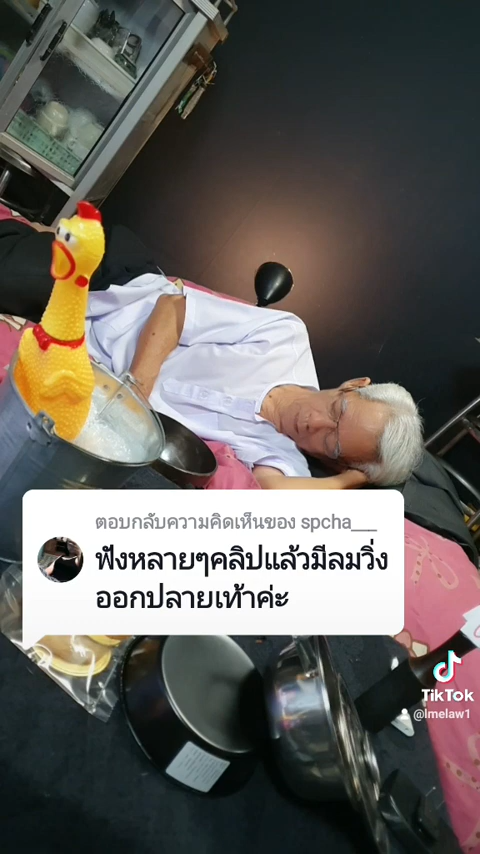 ตอบกลับความคิดเห็นของ spcha___
ฟังหลายๆคลิปแล้วมีลมวิ่ง
ออกปลายเท้าค่ะ
TikTok
@lmelaw1